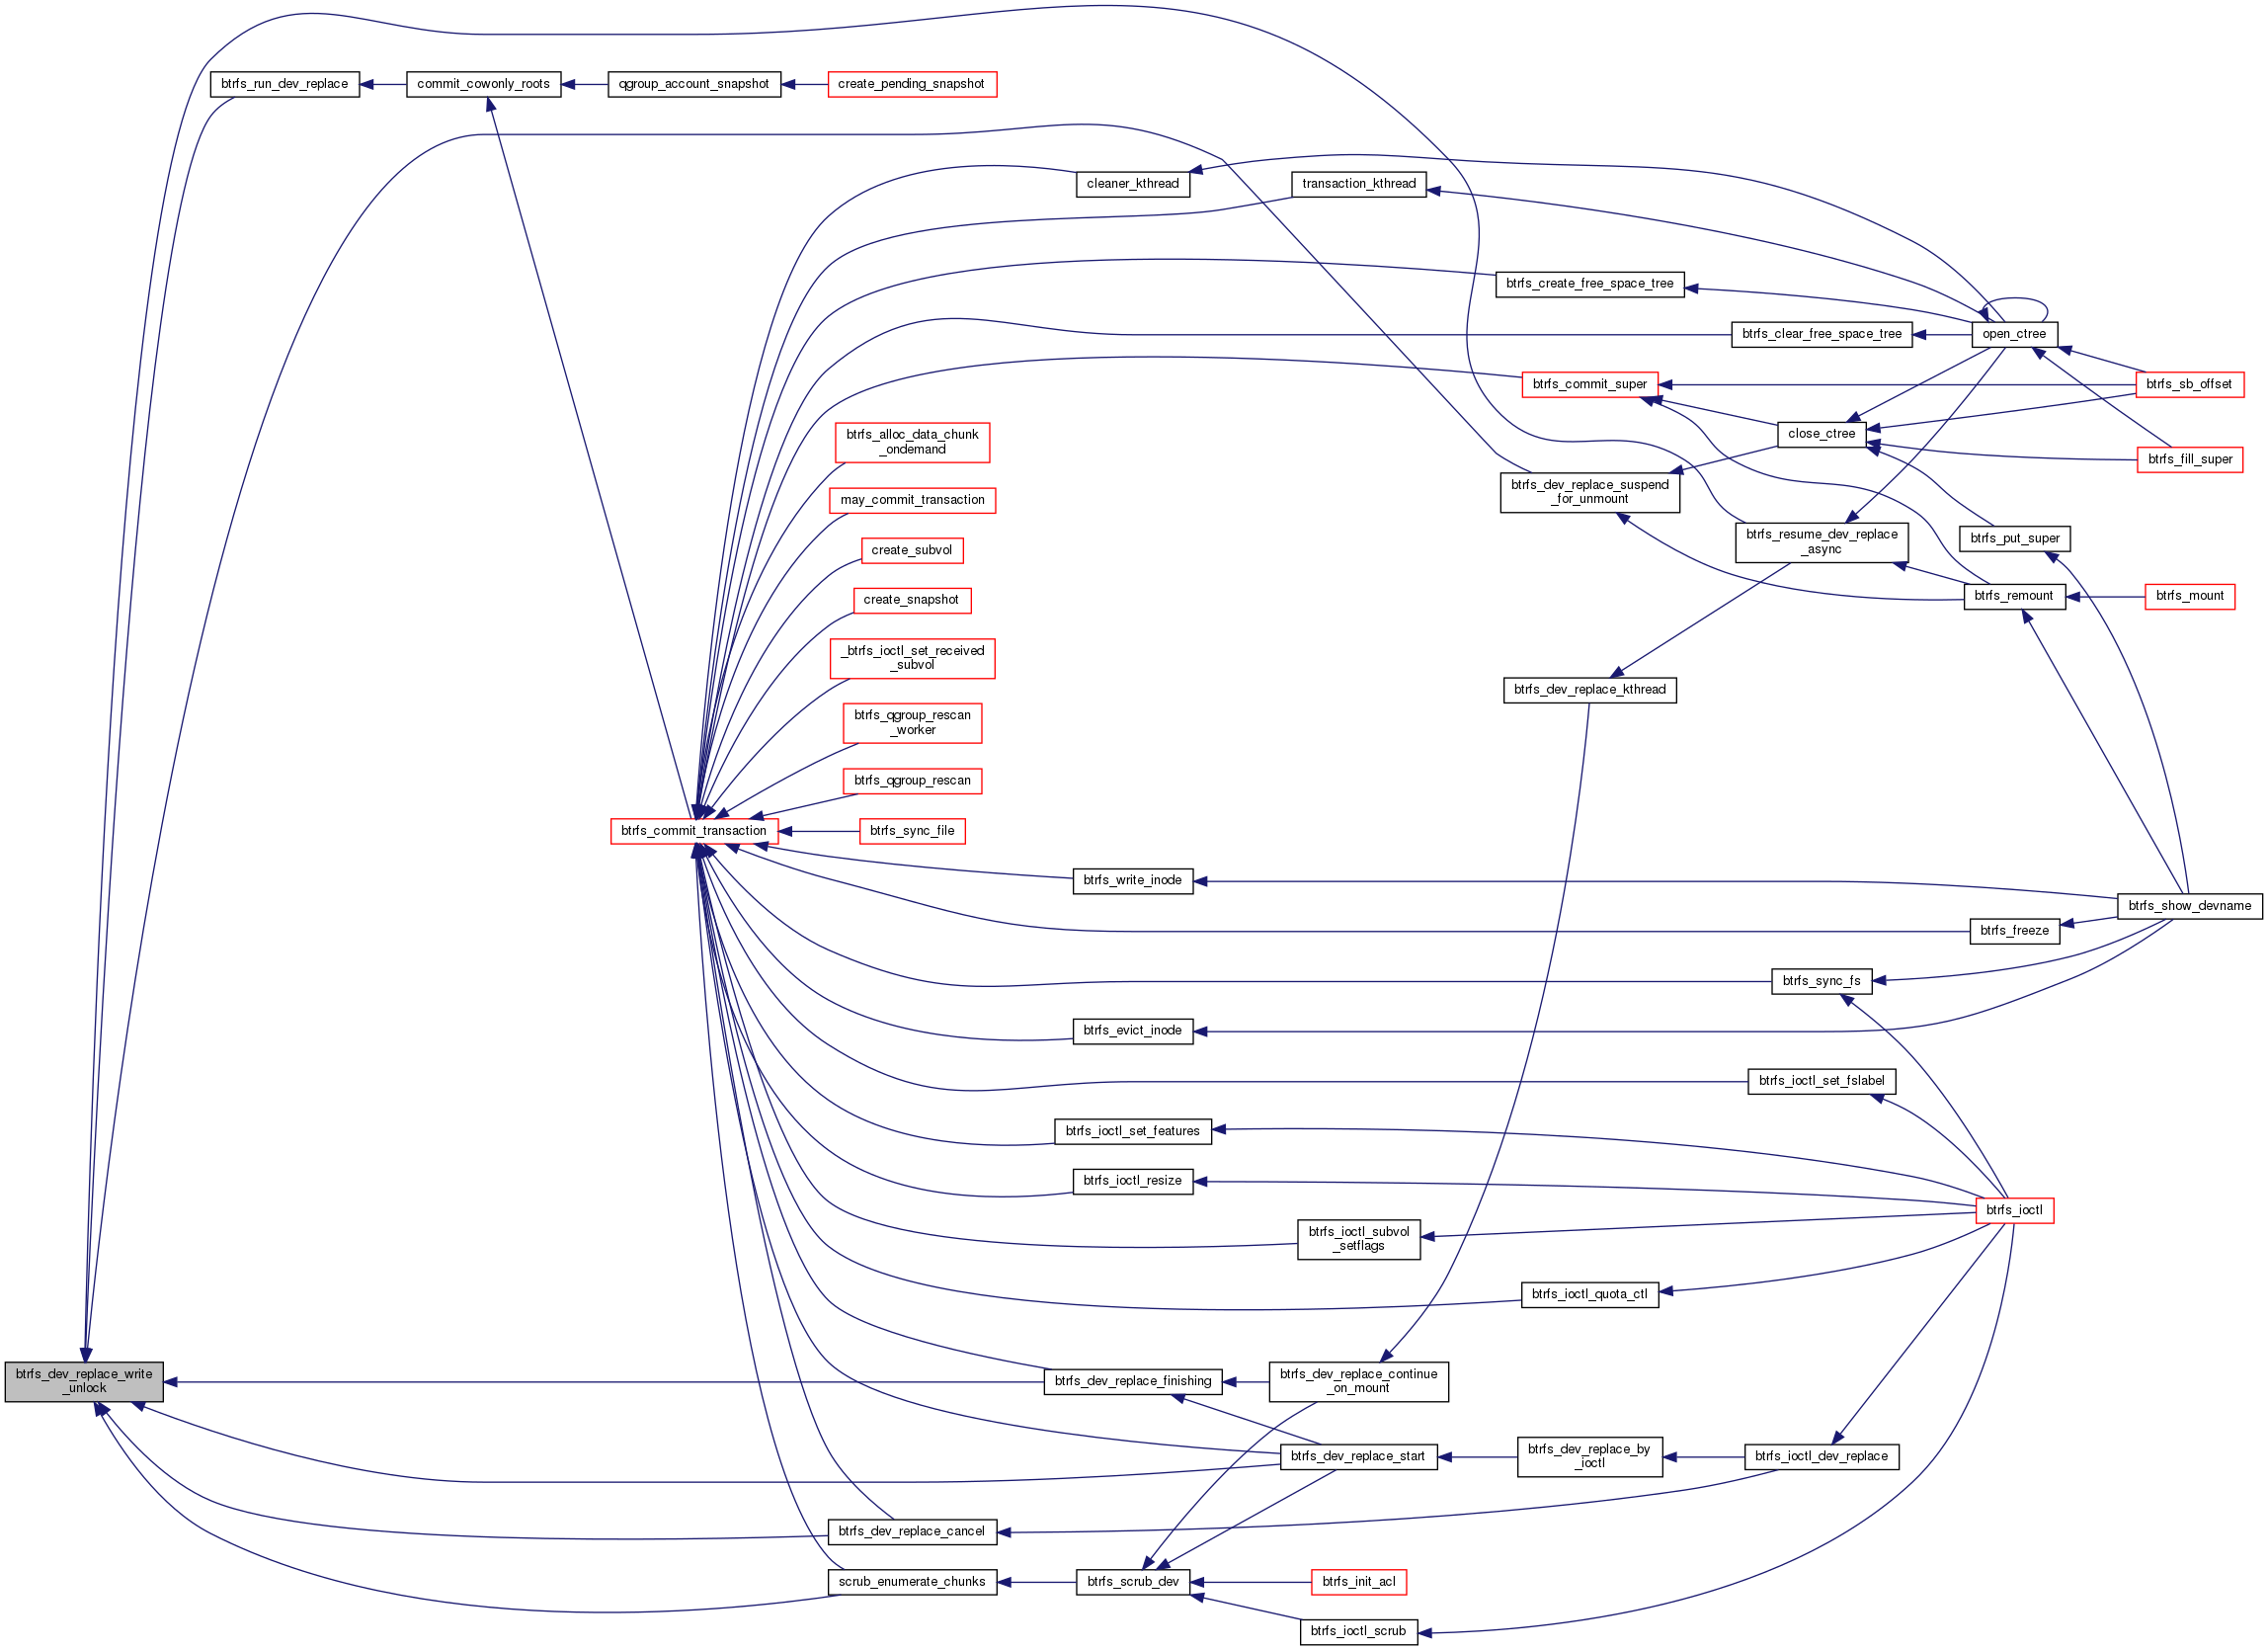 btrfs_run_dev_replace
commit_cowonly_roots
qgroup_account_snapshot
create_pending_snapshot
cleaner_kthread
transaction_kthread
btrfs_create_free_space_tree
btrfs_clear_free_space_tree
open_ctree
btrfs_commit_super
btrfs_sb_offset
btrfs_alloc_data_chunk
_ondemand
close_ctree
btrfs_fill_super
may_commit_transaction
btrfs_dev_replace_suspend
_for_unmount
create_subvol
btrfs_resume_dev_replace
_async
btrfs_put_super
create_snapshot
btrfs_remount
btrfs_mount
_btrfs_ioctl_set_received
_subvol
btrfs_dev_replace_kthread
btrfs_qgroup_rescan
_worker
btrfs_qgroup_rescan
btrfs_commit_transaction
btrfs_sync_file
btrfs_write_inode
btrfs_show_devname
btrfs_freeze
btrfs_sync_fs
btrfs_evict_inode
btrfs_ioctl_set_fslabel
btrfs_ioctl_set_features
btrfs_ioctl_resize
btrfs_ioctl
btrfs_ioctl_subvol
_setflags
btrfs_ioctl_quota_ctl
btrfs_dev_replace_write
_unlock
btrfs_dev_replace_finishing
btrfs_dev_replace_continue
_on_mount
btrfs_dev_replace_start
btrfs_dev_replace_by
_ioctl
btrfs_ioctl_dev_replace
btrfs_dev_replace_cancel
scrub_enumerate_chunks
btrfs_scrub_dev
btrfs_init_acl
btrfs_ioctl_scrub